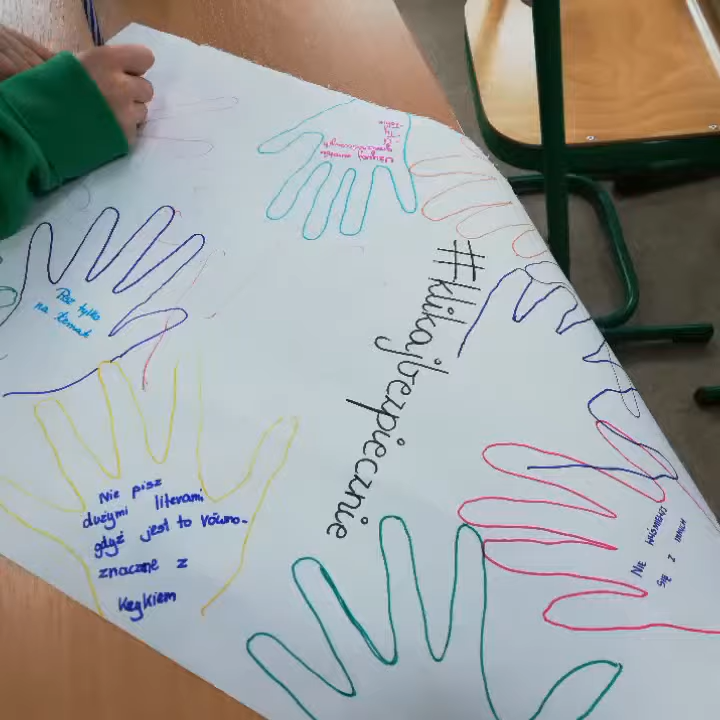 Używaj
#klikajbezpiecznie
Pisz tylko
na temat
Nie pisz
dużymi literami
gdyż jest to równo-
znaczne z
Krzykiem
NIE WYŚMIEWAJ
SIĘ Z INNYCH